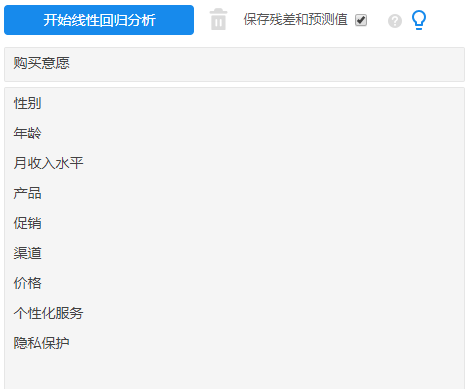 开始线性回归分析 保存残差和预测值
购买意愿
性别
年龄
月收入水平
产品
促销
渠道
价格
个性化服务
隐私保护